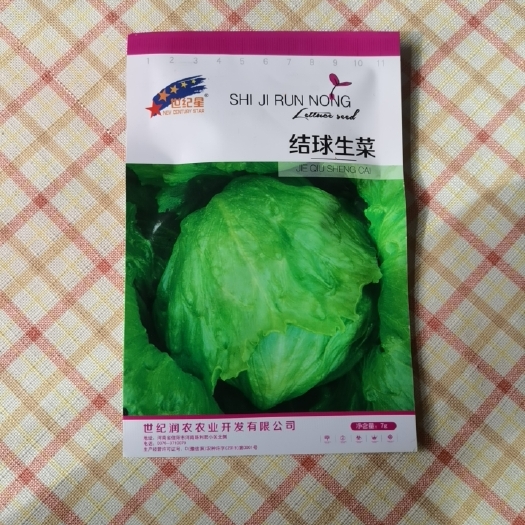 1 2 3 4 5 6 7 8 9 10 11
世纪星
NEW CENTURY STAR
SHI JI RUN NONG
Lettuce seed
结球生菜
JIE QIU SHENG CAI
世纪润农农业开发有限公司
净含量：7g